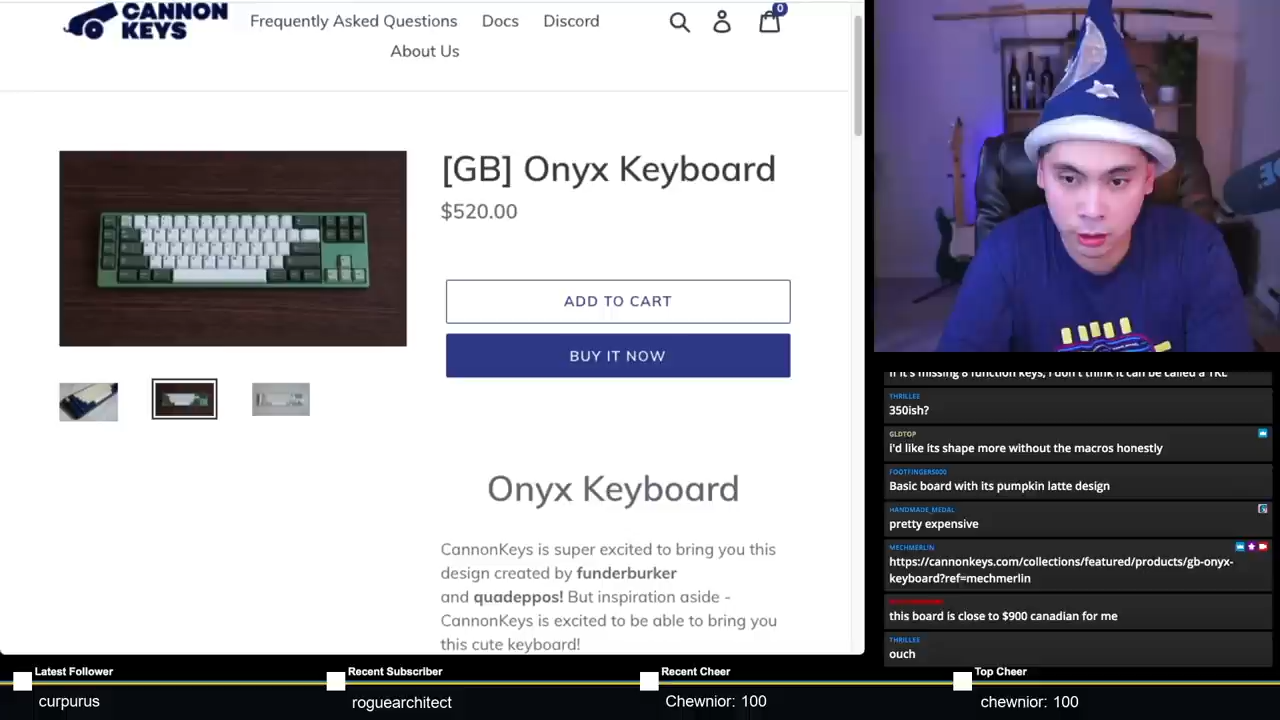 CANNON
KEYS
Frequently Asked Questions
Docs
Discord
About Us
0
[GB] Onyx Keyboard
$520.00
ADD TO CART
BUY IT NOW
Onyx Keyboard
CannonKeys is super excited to bring you this
design created by funderburker
and quadeppos! But inspiration aside -
CannonKeys is excited to be able to bring you
this cute keyboard!
If it's missing 8 function keys, I don't think it can be called a TKL
THRILLEE
350ish?
GLDTOP
i'd like its shape more without the macros honestly
FOOTFINGERS000
Basic board with its pumpkin latte design
HANDMADE_MEDAL
pretty expensive
MECHMERLIN
https://cannonkeys.com/collections/featured/products/gb-onyx-
keyboard?ref=mechmerlin
this board is close to $900 canadian for me
THRILLEE
ouch
Latest Follower
curpurus
Recent Subscriber
roguearchitect
Recent Cheer
Chewnior: 100
Top Cheer
chewnior: 100